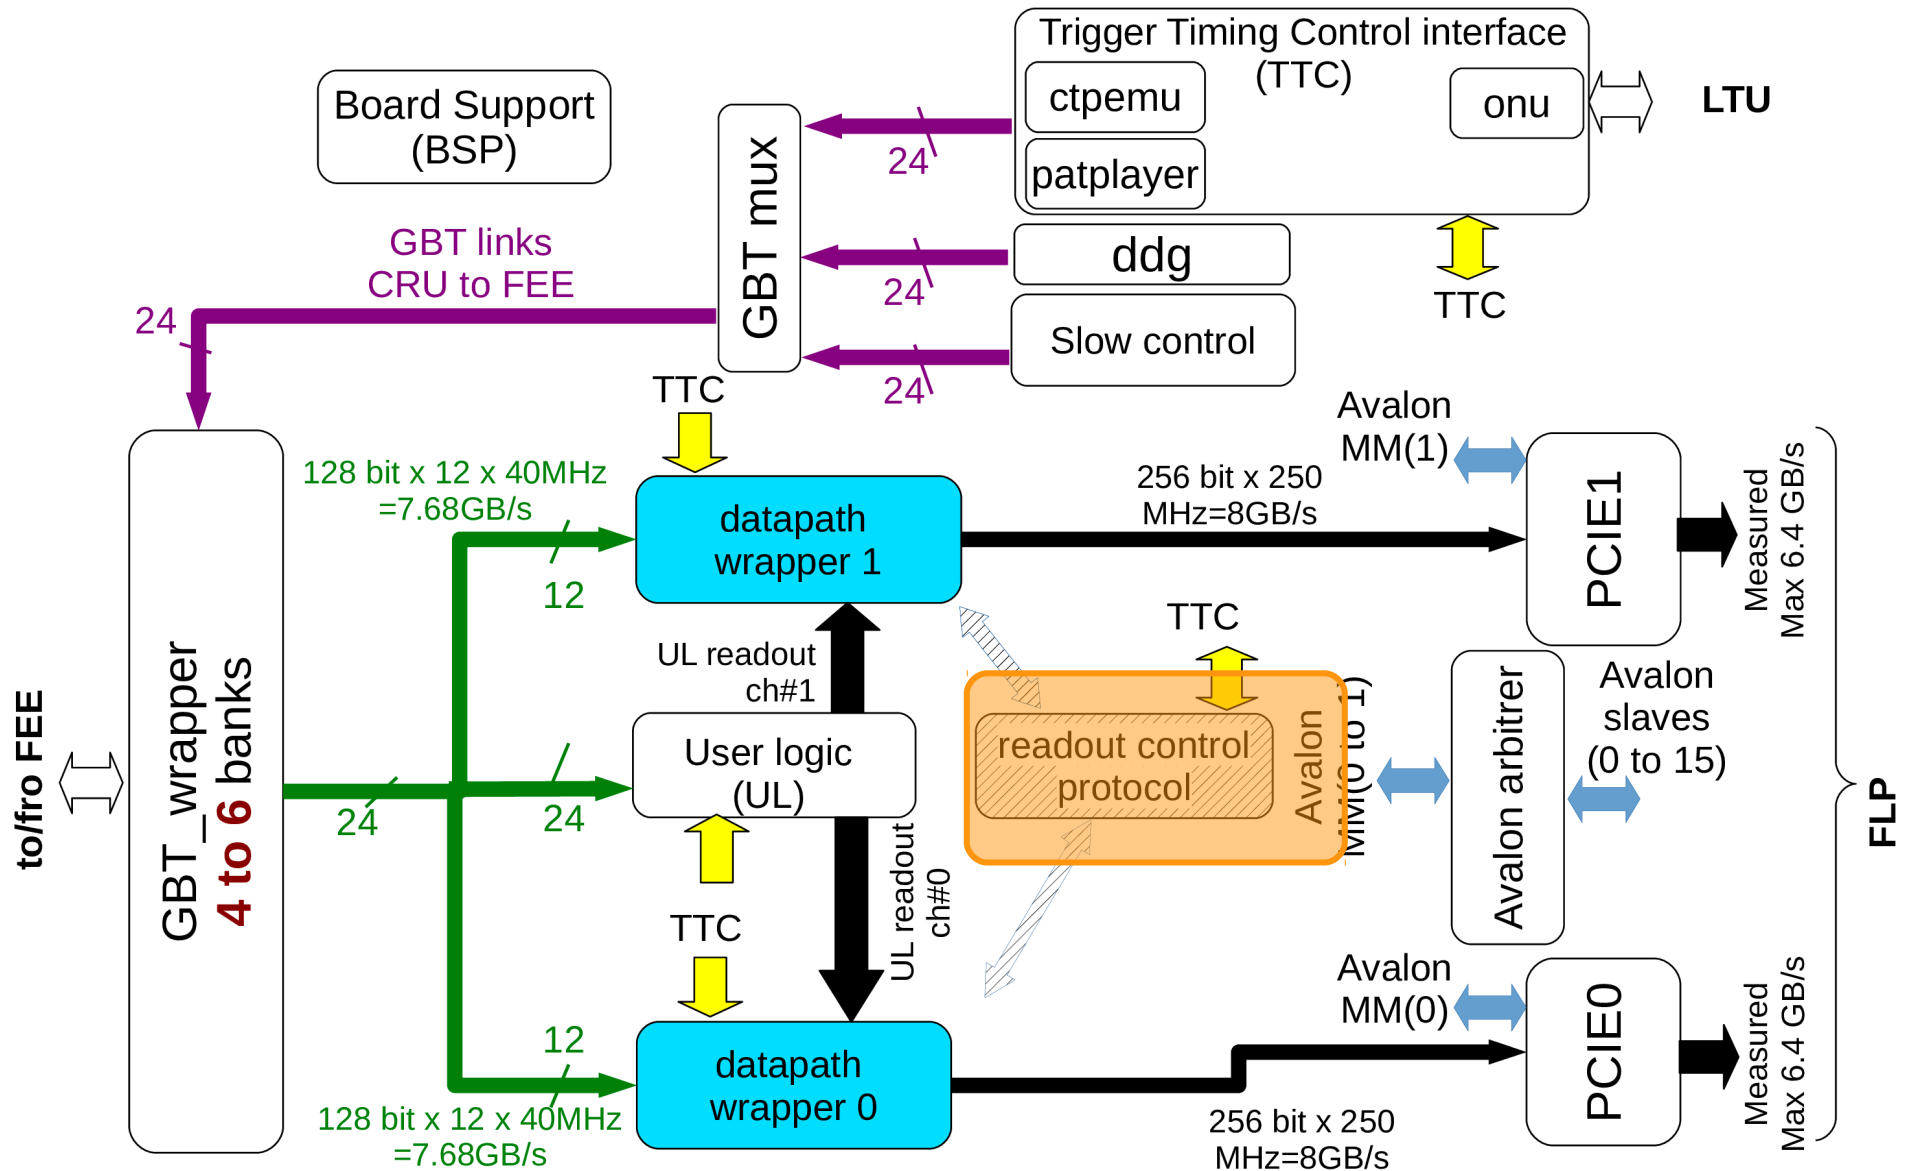 Trigger Timing Control interface
(TTC)
ctpemu
onu
patplayer
LTU
Board Support
(BSP)
GBT mux
24
ddg
24
Slow control
24
TTC
GBT links
CRU to FEE
24
TTC
Avalon
MM(1)
128 bit x 12 x 40MHz
=7.68GB/s
12
datapath
wrapper 1
256 bit x 250
MHz=8GB/s
PCIE1
Measured
Max 6.4 GB/s
to/fro FEE
GBT_wrapper
4 to 6 banks
UL readout
ch#1
TTC
24
24
User logic
(UL)
readout control
protocol
Avalon
MM(0 to 1)
Avalon arbitrer
Avalon
slaves
(0 to 15)
FLP
UL readout
ch#0
TTC
Avalon
MM(0)
12
128 bit x 12 x 40MHz
=7.68GB/s
datapath
wrapper 0
256 bit x 250
MHz=8GB/s
PCIE0
Measured
Max 6.4 GB/s